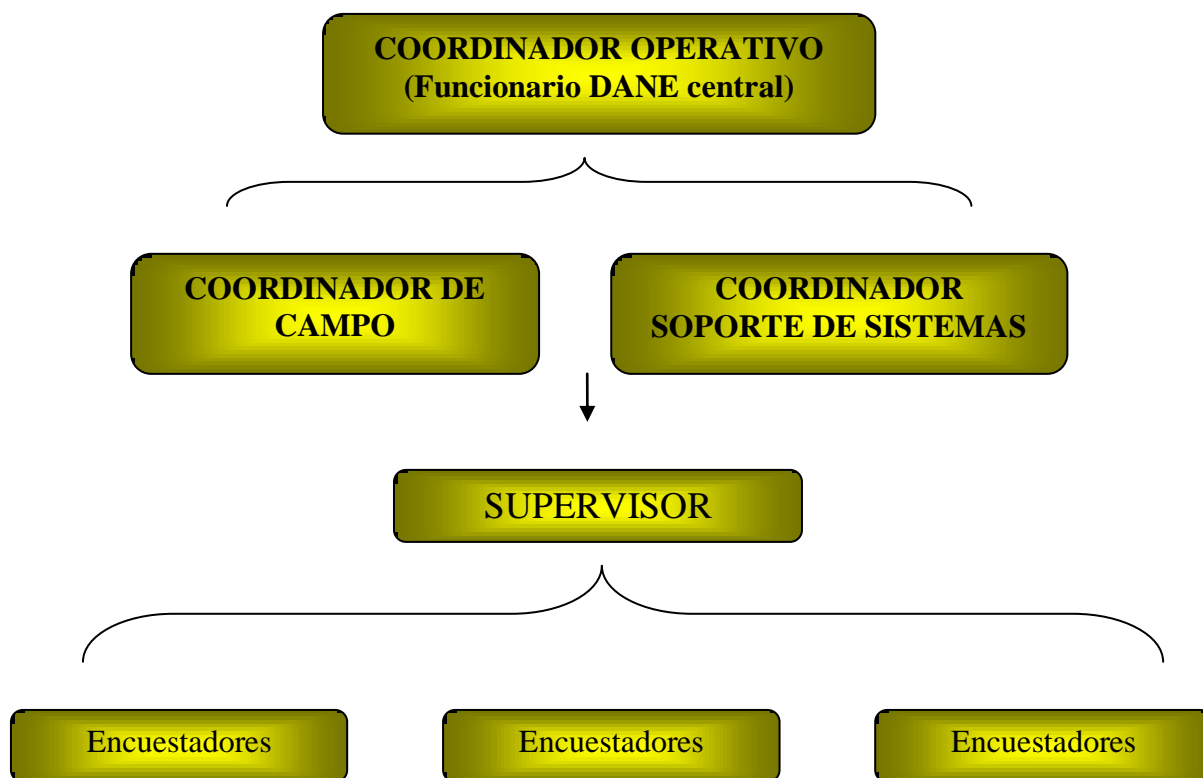 COORDINADOR OPERATIVO
(Funcionario DANE central)
COORDINADOR DE
CAMPO
COORDINADOR
SOPORTE DE SISTEMAS
SUPERVISOR
Encuestadores
Encuestadores
Encuestadores